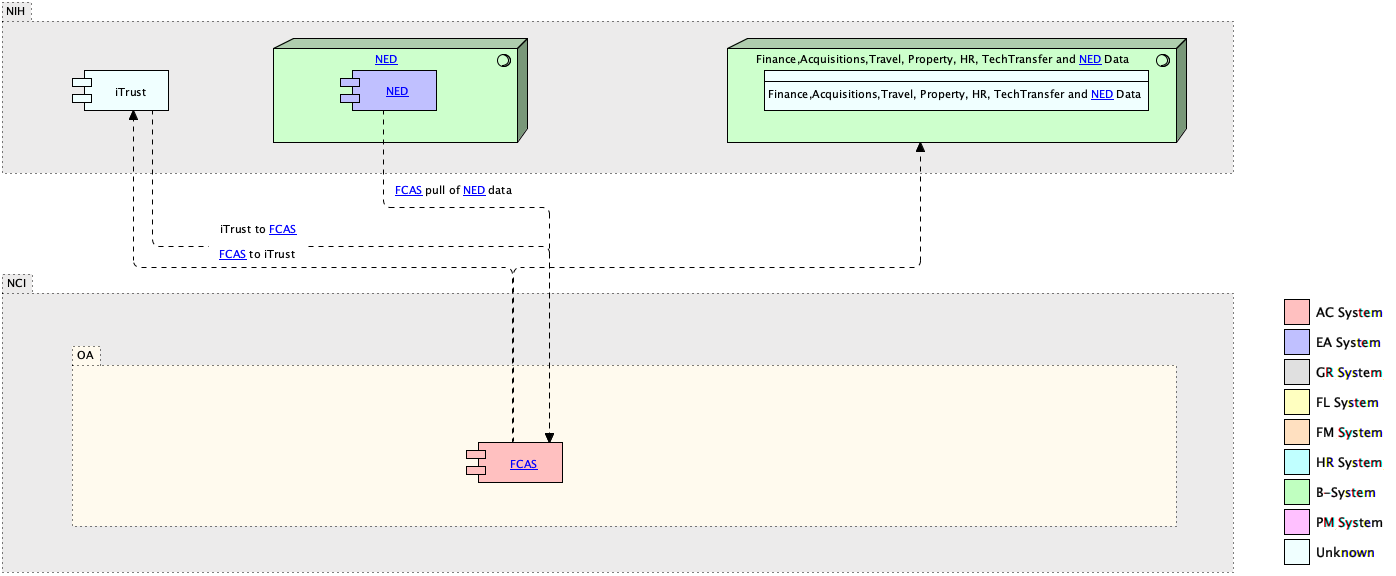 NIH
NED
Finance,Acquisitions,Travel, Property, HR, TechTransfer and NED Data
iTrust
NED
Finance,Acquisitions,Travel, Property, HR, TechTransfer and NED Data
FCAS pull of NED data
iTrust to FCAS
FCAS to iTrust
NCI
OA
FCAS
AC System
EA System
GR System
FL System
FM System
HR System
B-System
PM System
Unknown